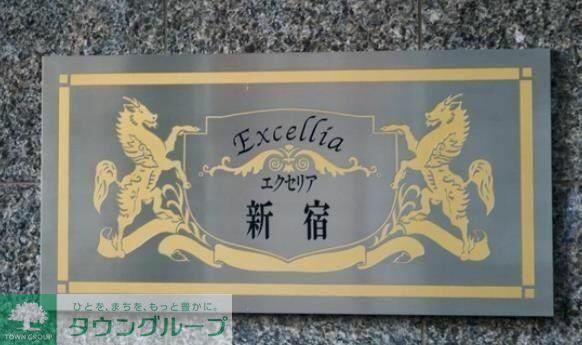 Excellia
エクセリア
新宿
ひとを、まちを、もっと豊かに。
タウングループ
TOWN GROUP